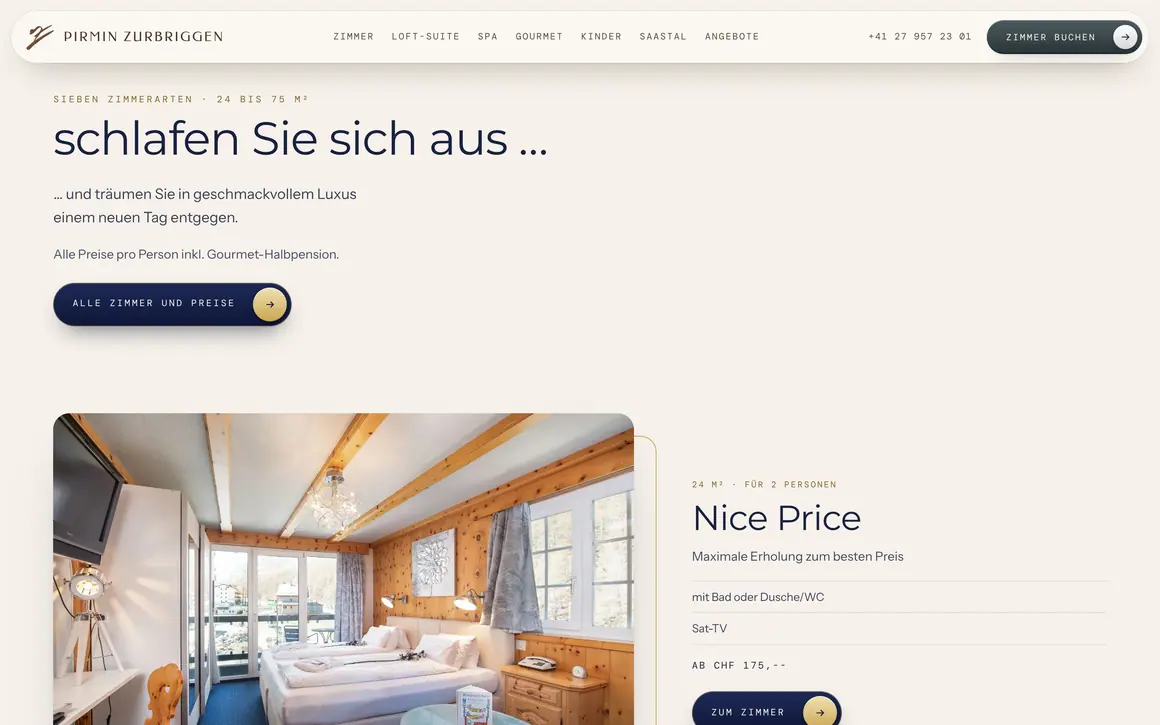 PIRMIN ZURBRIGGEN
ZIMMER
LOFT-SUITE
SPA
GOURMET
KINDER
SAASTAL
ANGEBOTE
+41 27 957 23 01
ZIMMER BUCHEN
SIEBEN ZIMMERARTEN · 24 BIS 75 M²
schlafen Sie sich aus ...
... und träumen Sie in geschmackvollem Luxus
einem neuen Tag entgegen.
Alle Preise pro Person inkl. Gourmet-Halbpension.
ALLE ZIMMER UND PREISE
24 M² · FÜR 2 PERSONEN
Nice Price
Maximale Erholung zum besten Preis
mit Bad oder Dusche/WC
Sat-TV
AB CHF 175,--
ZUM ZIMMER